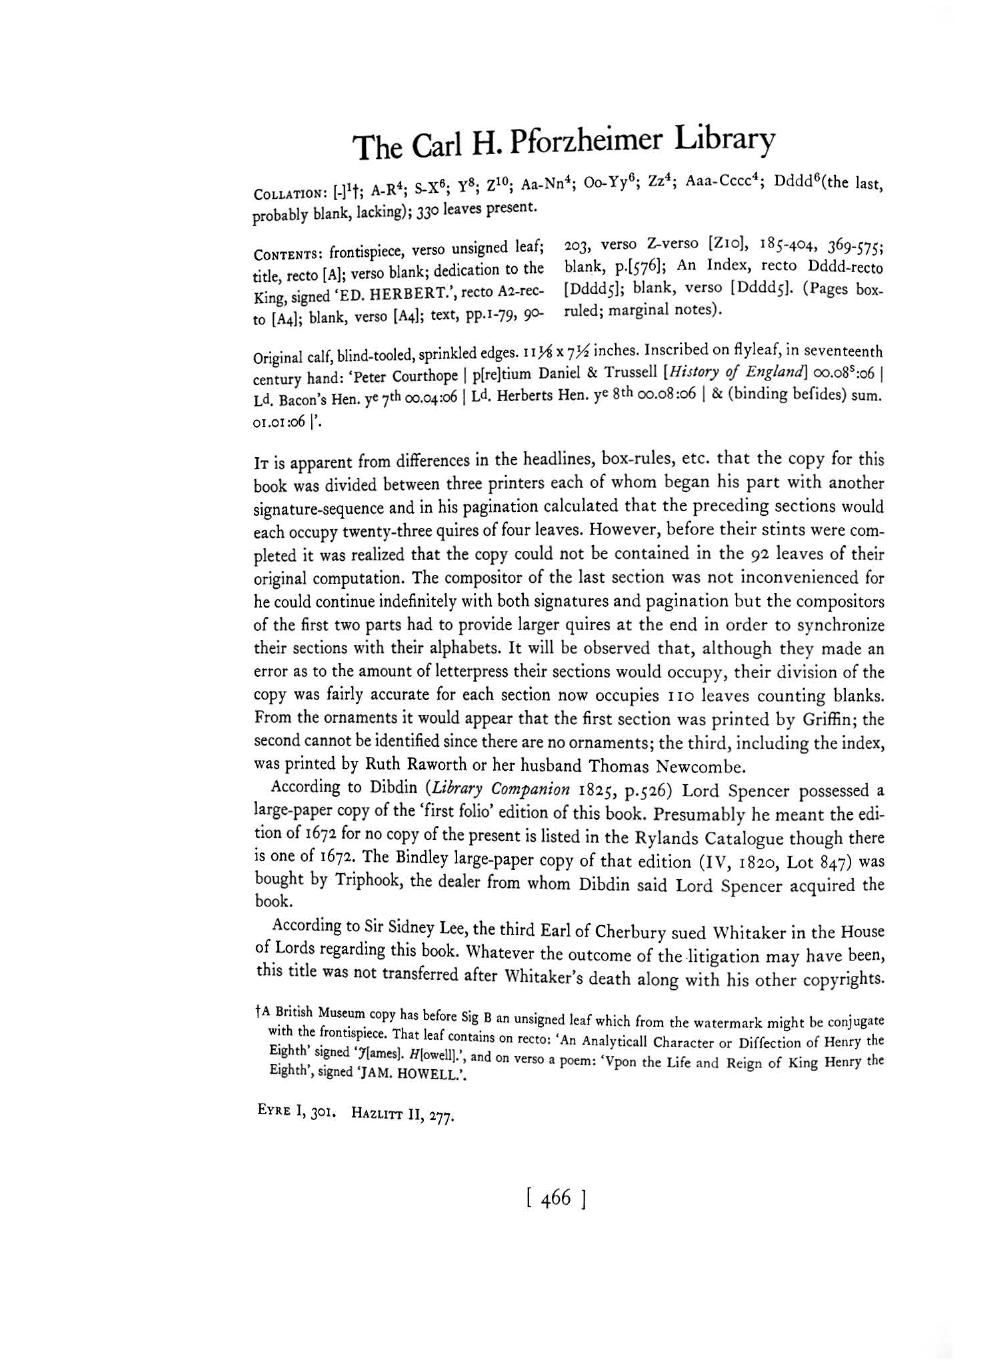 The Carl H. Pforzheimer Library
COLLATION: [-]¹†; A-R⁴; S-X⁶; Y⁸; Z¹⁰; Aa-Nn⁴; Oo-Yy⁶; Zz⁴; Aaa-Cccc⁴; Dddd⁶(the last,
probably blank, lacking); 330 leaves present.
CONTENTS: frontispiece, verso unsigned leaf;
title, recto [A]; verso blank; dedication to the
King, signed ‘ED. HERBERT.’, recto A2-rec-
to [A4]; blank, verso [A4]; text, pp.1-79, 90-
203, verso Z-verso [Z10], 185-404, 369-575;
blank, p.[576]; An Index, recto Dddd-recto
[Dddd5]; blank, verso [Dddd5]. (Pages box-
ruled; marginal notes).
Original calf, blind-tooled, sprinkled edges. 11⅛ x 7½ inches. Inscribed on flyleaf, in seventeenth
century hand: ‘Peter Courthope | p[re]tium Daniel & Trussell [History of England] 00.08ˢ:06 |
Ld. Bacon's Hen. ye 7th 00.04:06 | Ld. Herberts Hen. ye 8th 00.08:06 | & (binding beſides) sum.
01.01:06 |’.
IT is apparent from differences in the headlines, box-rules, etc. that the copy for this
book was divided between three printers each of whom began his part with another
signature-sequence and in his pagination calculated that the preceding sections would
each occupy twenty-three quires of four leaves. However, before their stints were com-
pleted it was realized that the copy could not be contained in the 92 leaves of their
original computation. The compositor of the last section was not inconvenienced for
he could continue indefinitely with both signatures and pagination but the compositors
of the first two parts had to provide larger quires at the end in order to synchronize
their sections with their alphabets. It will be observed that, although they made an
error as to the amount of letterpress their sections would occupy, their division of the
copy was fairly accurate for each section now occupies 110 leaves counting blanks.
From the ornaments it would appear that the first section was printed by Griffin; the
second cannot be identified since there are no ornaments; the third, including the index,
was printed by Ruth Raworth or her husband Thomas Newcombe.
According to Dibdin (Library Companion 1825, p.526) Lord Spencer possessed a
large-paper copy of the ‘first folio’ edition of this book. Presumably he meant the edi-
tion of 1672 for no copy of the present is listed in the Rylands Catalogue though there
is one of 1672. The Bindley large-paper copy of that edition (IV, 1820, Lot 847) was
bought by Triphook, the dealer from whom Dibdin said Lord Spencer acquired the
book.
According to Sir Sidney Lee, the third Earl of Cherbury sued Whitaker in the House
of Lords regarding this book. Whatever the outcome of the litigation may have been,
this title was not transferred after Whitaker's death along with his other copyrights.
†A British Museum copy has before Sig B an unsigned leaf which from the watermark might be conjugate
with the frontispiece. That leaf contains on recto: ‘An Analyticall Character or Diſſection of Henry the
Eighth’ signed ‘J[ames]. H[owell].’, and on verso a poem: ‘Vpon the Life and Reign of King Henry the
Eighth’, signed ‘JAM. HOWELL.’.
EYRE I, 301. HAZLITT II, 277.
[ 466 ]